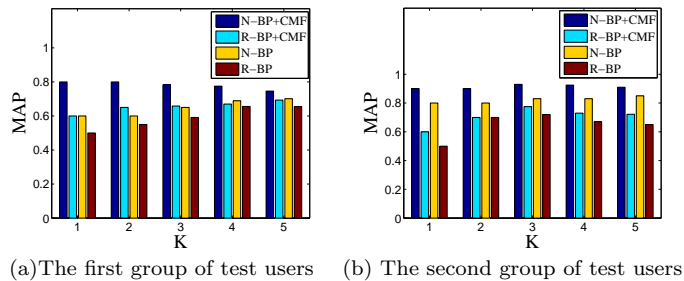 N−BP+CMF
R−BP+CMF
N−BP
R−BP
1
0.8
0.6
0.4
0.2
0
MAP
1 2 3 4 5
K
(a)The first group of test users
N−BP+CMF
R−BP+CMF
N−BP
R−BP
1
0.8
0.6
0.4
0.2
0
MAP
1 2 3 4 5
K
(b) The second group of test users